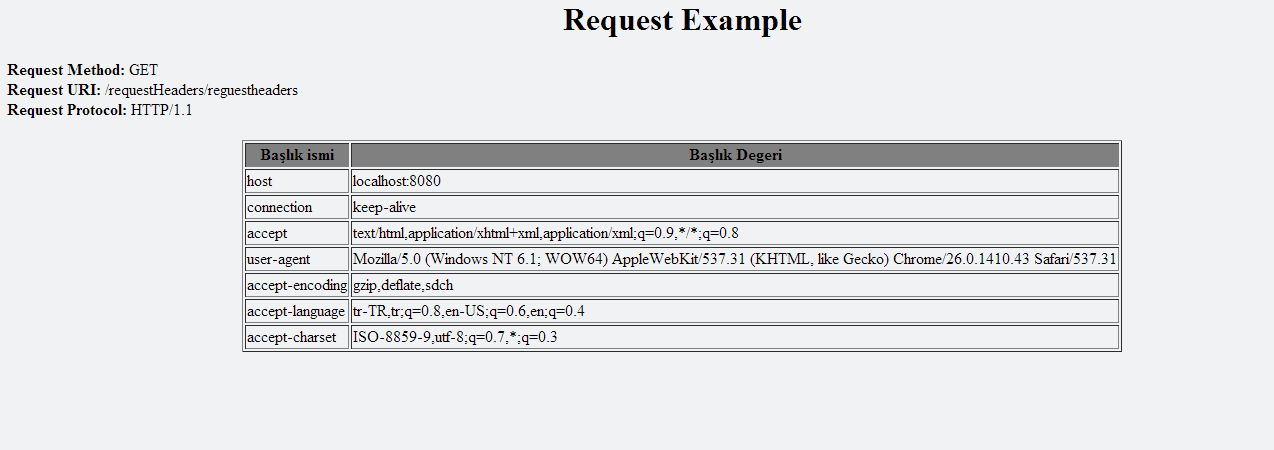 Request Example
Request Method: GET
Request URI: /requestHeaders/reguestheaders
Request Protocol: HTTP/1.1
Başlık ismi Başlık Degeri
host localhost:8080
connection keep-alive
accept text/html,application/xhtml+xml,application/xml;q=0.9,*/*;q=0.8
user-agent Mozilla/5.0 (Windows NT 6.1; WOW64) AppleWebKit/537.31 (KHTML, like Gecko) Chrome/26.0.1410.43 Safari/537.31
accept-encoding gzip,deflate,sdch
accept-language tr-TR,tr;q=0.8,en-US;q=0.6,en;q=0.4
accept-charset ISO-8859-9,utf-8;q=0.7,*;q=0.3